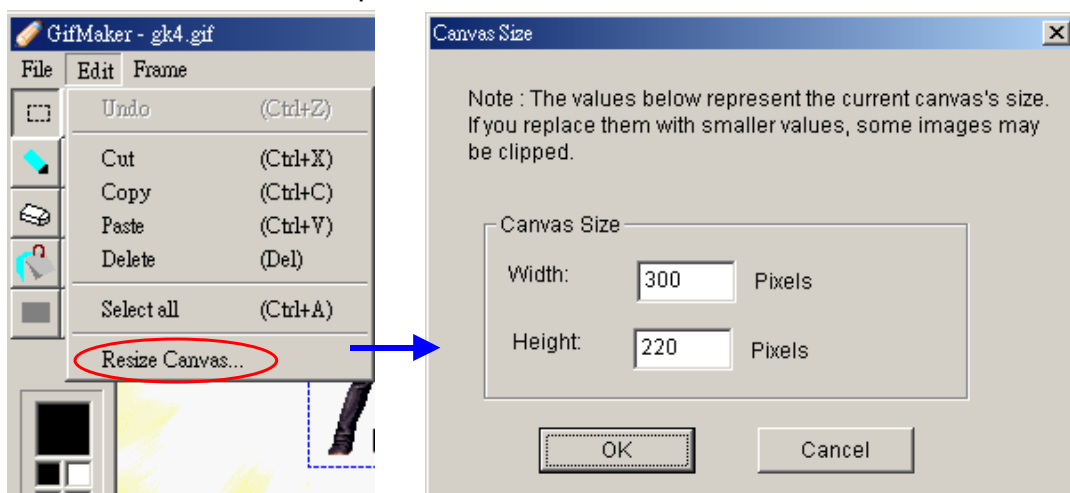 GifMaker - gk4.gif
File Edit Frame
Undo (Ctrl+Z)
Cut (Ctrl+X)
Copy (Ctrl+C)
Paste (Ctrl+V)
Delete (Del)
Select all (Ctrl+A)
Resize Canvas...
Canvas Size
Note : The values below represent the current canvas's size.
If you replace them with smaller values, some images may
be clipped.
Canvas Size
Width: 300 Pixels
Height: 220 Pixels
OK Cancel